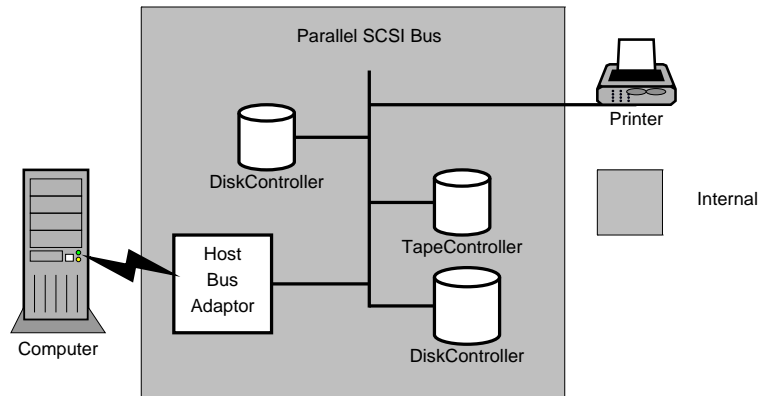 Parallel SCSI Bus
Printer
DiskController
Internal
TapeController
Host
Bus
Adaptor
Computer
DiskController